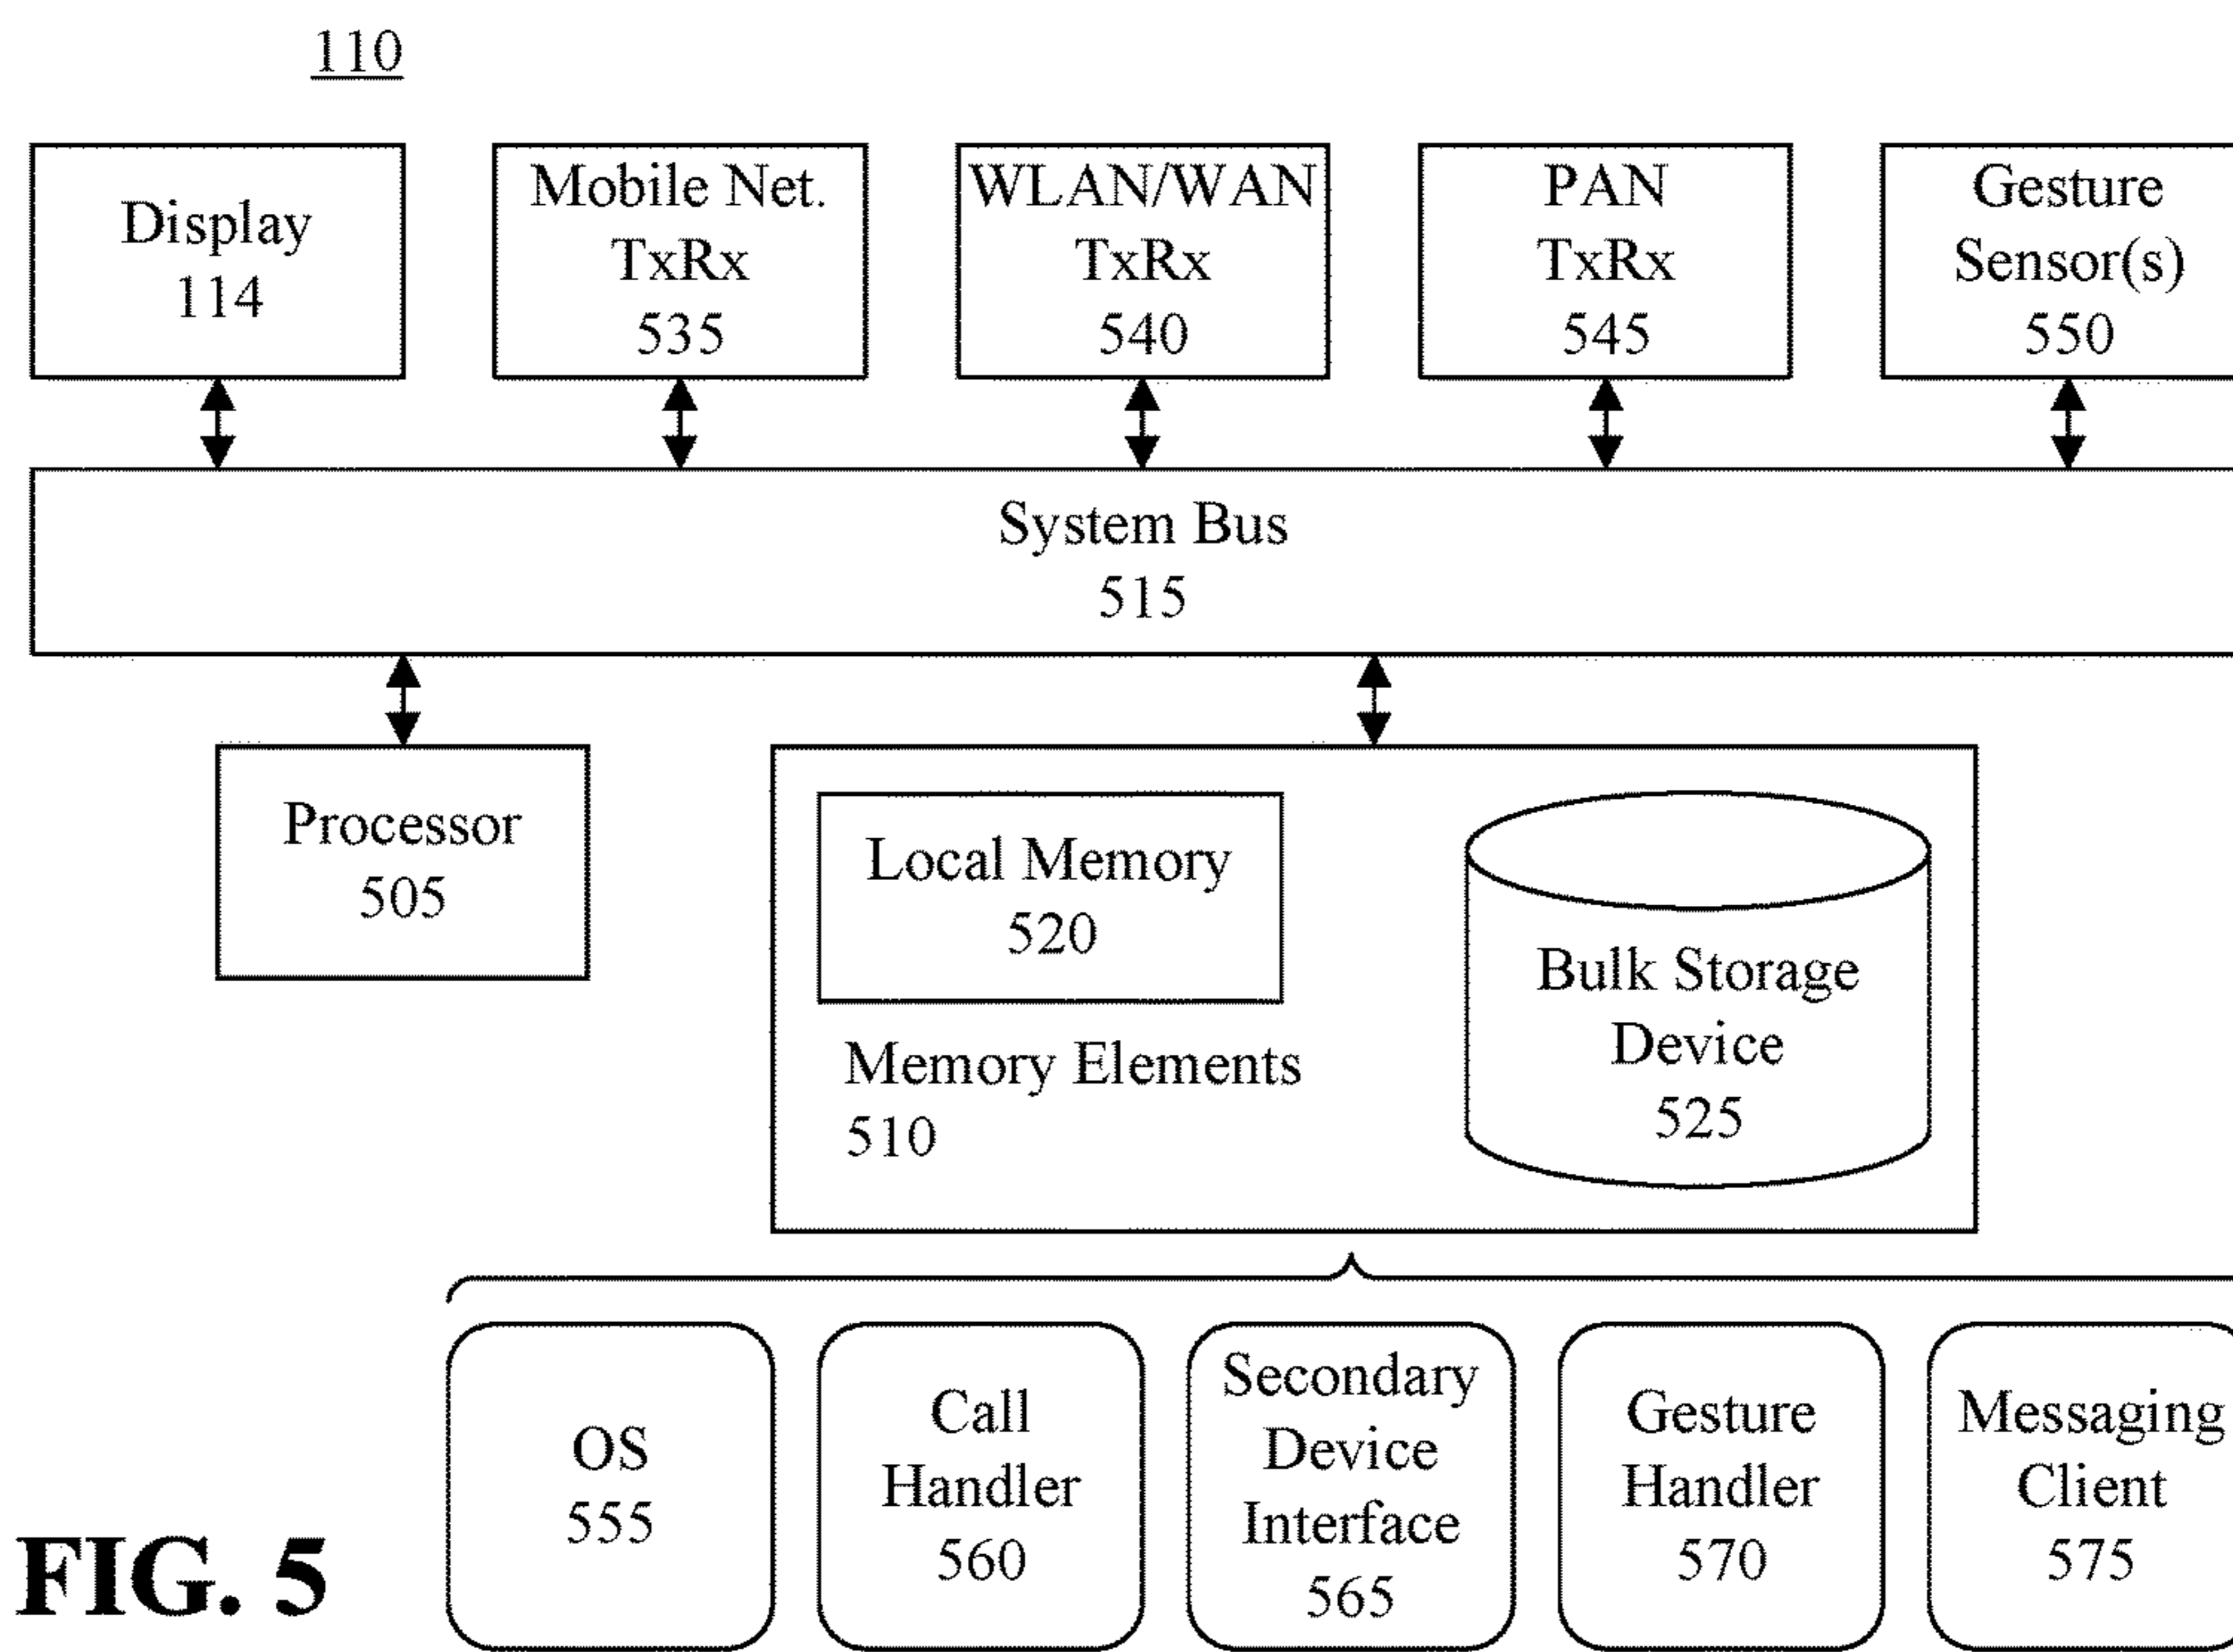 110
Display
114
Mobile Net.
TxRx
535
WLAN/WAN
TxRx
540
PAN
TxRx
545
Gesture
Sensor(s)
550
System Bus
515
Processor
505
Local Memory
520
Memory Elements
510
Bulk Storage
Device
525
OS
555
Call
Handler
560
Secondary
Device
Interface
565
Gesture
Handler
570
Messaging
Client
575
FIG. 5